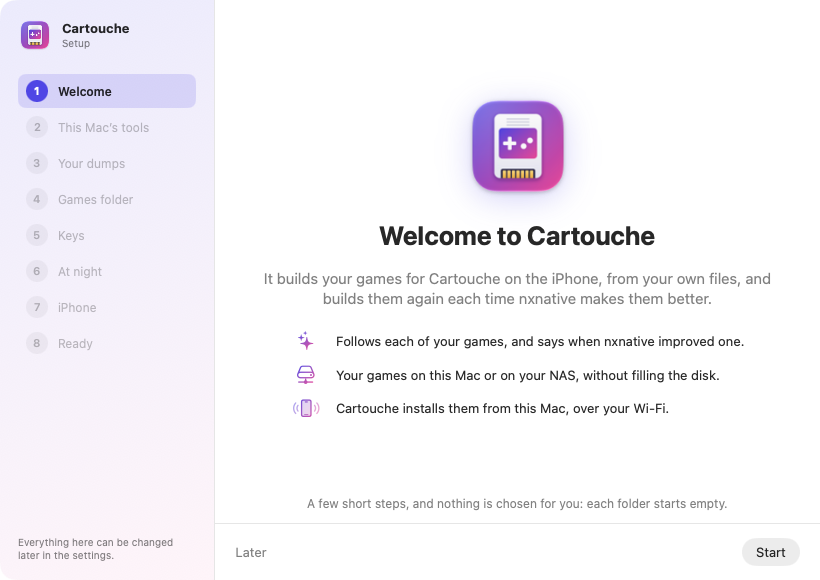 Cartouche
Setup
1 Welcome
2 This Mac's tools
3 Your dumps
4 Games folder
5 Keys
6 At night
7 iPhone
8 Ready
Everything here can be changed
later in the settings.
Welcome to Cartouche
It builds your games for Cartouche on the iPhone, from your own files, and
builds them again each time nxnative makes them better.
Follows each of your games, and says when nxnative improved one.
Your games on this Mac or on your NAS, without filling the disk.
Cartouche installs them from this Mac, over your Wi-Fi.
A few short steps, and nothing is chosen for you: each folder starts empty.
Later
Start